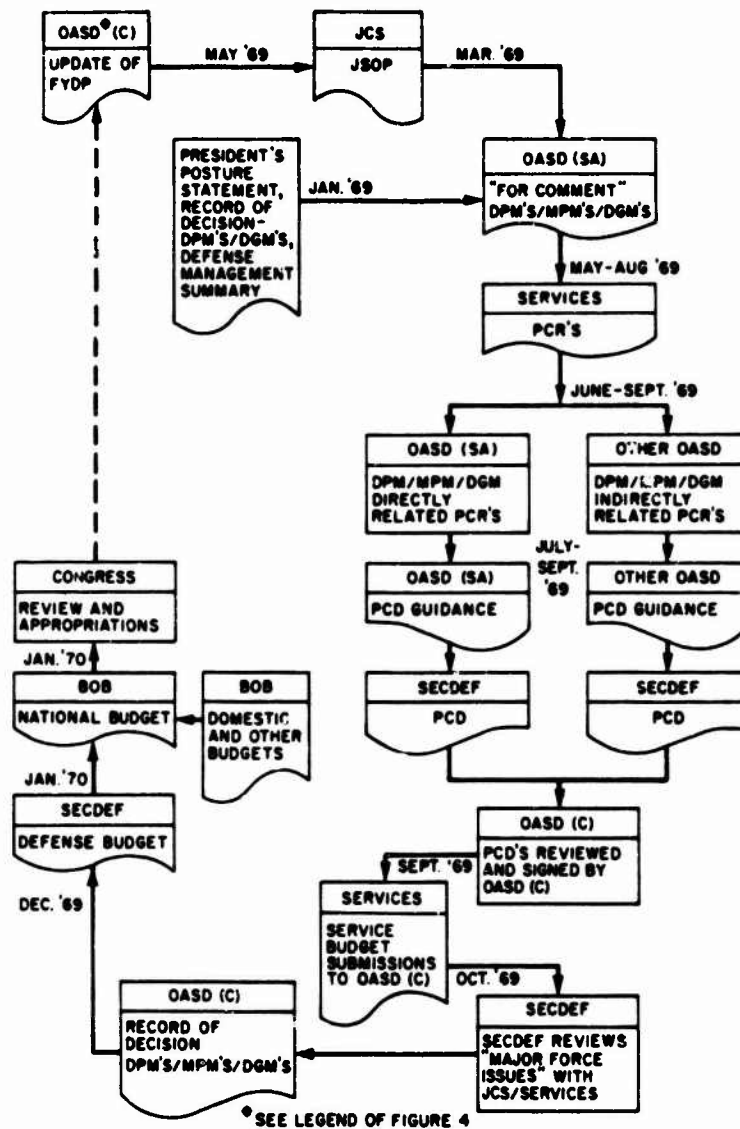 OASD* (C)
UPDATE OF
FYDP
MAY '69
JCS
JSOP
MAR. '69
PRESIDENT'S
POSTURE
STATEMENT,
RECORD OF
DECISION-
DPM'S/DGM'S,
DEFENSE
MANAGEMENT
SUMMARY
JAN. '69
OASD (SA)
"FOR COMMENT"
DPM'S/MPM'S/DGM'S
MAY-AUG '69
SERVICES
PCR'S
JUNE-SEPT. '69
OASD (SA)
DPM/MPM/DGM
DIRECTLY
RELATED PCR'S
OTHER OASD
DPM/MPM/DGM
INDIRECTLY
RELATED PCR'S
JULY-
SEPT.
'69
OASD (SA)
PCD GUIDANCE
OTHER OASD
PCD GUIDANCE
SECDEF
PCD
SECDEF
PCD
OASD (C)
PCD'S REVIEWED
AND SIGNED BY
OASD (C)
SEPT. '69
SERVICES
SERVICE
BUDGET
SUBMISSIONS
TO OASD (C)
OCT. '69
SECDEF
SECDEF REVIEWS
"MAJOR FORCE
ISSUES" WITH
JCS/SERVICES
OASD (C)
RECORD OF
DECISION
DPM'S/MPM'S/DGM'S
DEC. '69
SECDEF
DEFENSE BUDGET
JAN. '70
BOB
NATIONAL BUDGET
BOB
DOMESTIC
AND OTHER
BUDGETS
JAN. '70
CONGRESS
REVIEW AND
APPROPRIATIONS
*SEE LEGEND OF FIGURE 4